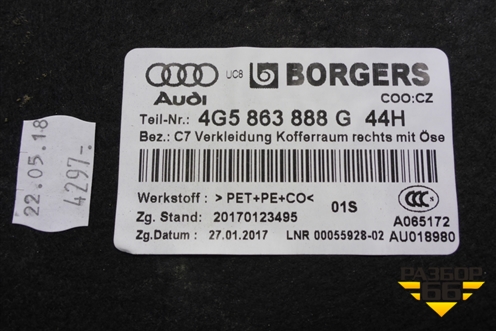 UC8 BORGERS
Audi COO:CZ
Teil-Nr.: 4G5 863 888 G 44H
Bez.: C7 Verkleidung Kofferraum rechts mit Öse
Werkstoff : > PET+PE+CO< 01S CCC S
Zg. Stand: 20170123495 A065172
Zg.Datum : 27.01.2017 LNR 00055928-02 AU018980
22.05.18
4297-
РАЗБОР
66